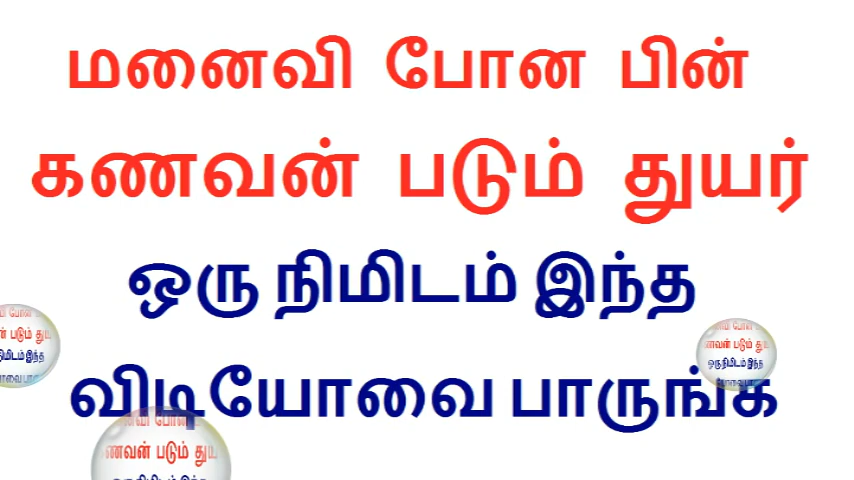 மனைவி போன பின்
கணவன் படும் துயர்
ஒரு நிமிடம் இந்த
விடியோவை பாருங்க